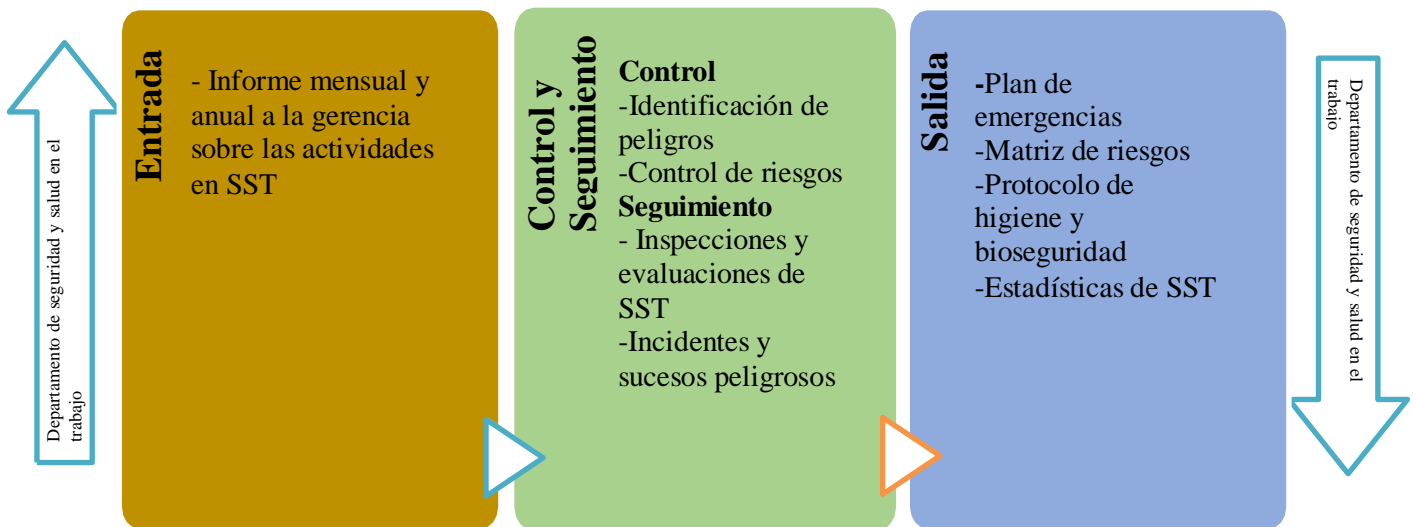 Departamento de seguridad y salud en el
trabajo
Entrada
- Informe mensual y
anual a la gerencia
sobre las actividades
en SST
Control y
Seguimiento
Control
-Identificación de
peligros
-Control de riesgos
Seguimiento
- Inspecciones y
evaluaciones de
SST
-Incidentes y
sucesos peligrosos
Salida
-Plan de
emergencias
-Matriz de riesgos
-Protocolo de
higiene y
bioseguridad
-Estadísticas de SST
Departamento de seguridad y salud en el
trabajo